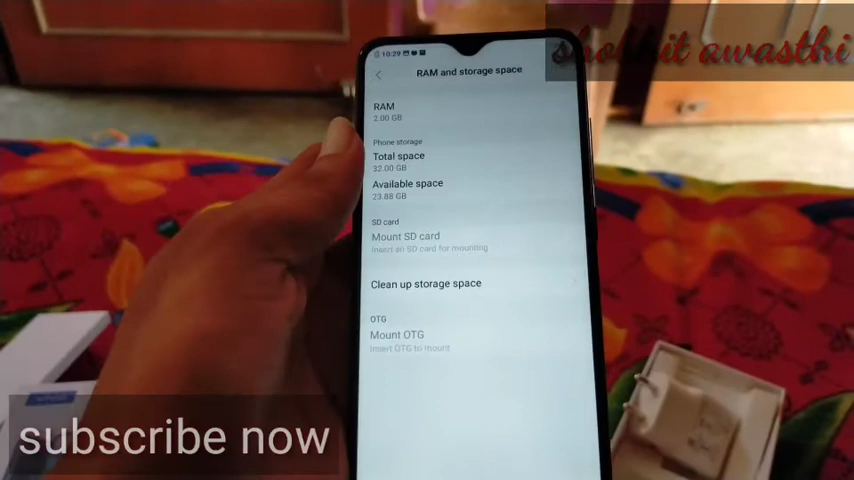 shobhit awasthi
10:29
RAM and storage space
RAM
2.00 GB
Phone storage
Total space
32.00 GB
Available space
23.88 GB
SD card
Mount SD card
Insert an SD card for mounting
Clean up storage space
OTG
Mount OTG
Insert OTG to mount
subscribe now